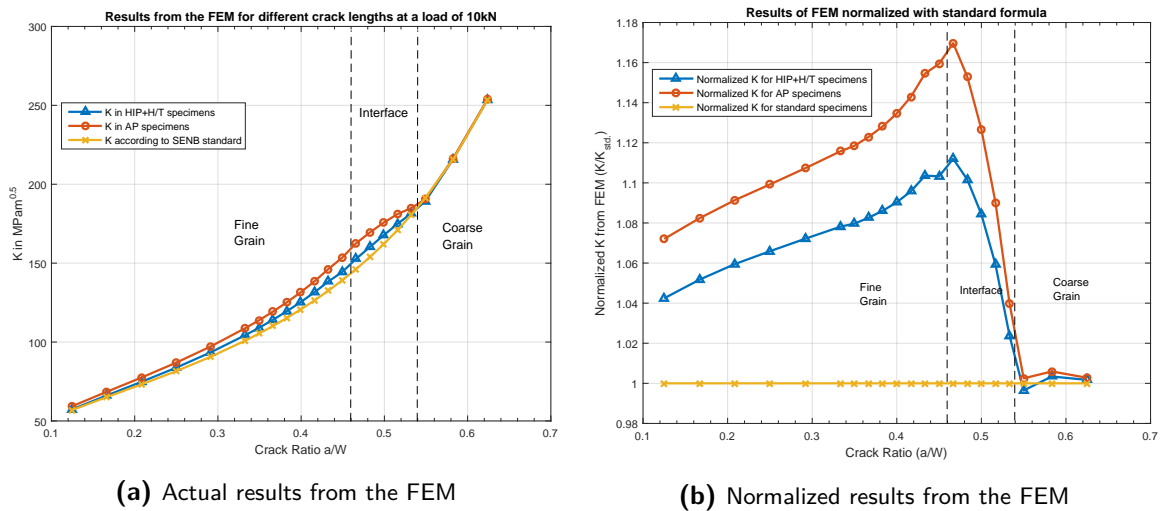 Results from the FEM for different crack lengths at a load of 10kN
300
250
200
150
100
50
K in MPam^0.5
K in HIP+H/T specimens
K in AP specimens
K according to SENB standard
Interface
Fine
Grain
Coarse
Grain
0.1 0.2 0.3 0.4 0.5 0.6 0.7
Crack Ratio a/W
(a) Actual results from the FEM
Results of FEM normalized with standard formula
1.18
1.16
1.14
1.12
1.1
1.08
1.06
1.04
1.02
1
0.98
Normalized K from FEM (K/K_std.)
Normalized K for HIP+H/T specimens
Normalized K for AP specimens
Normalized K for standard specimens
Fine
Grain
Interface
Coarse
Grain
0.1 0.2 0.3 0.4 0.5 0.6 0.7
Crack Ratio (a/W)
(b) Normalized results from the FEM